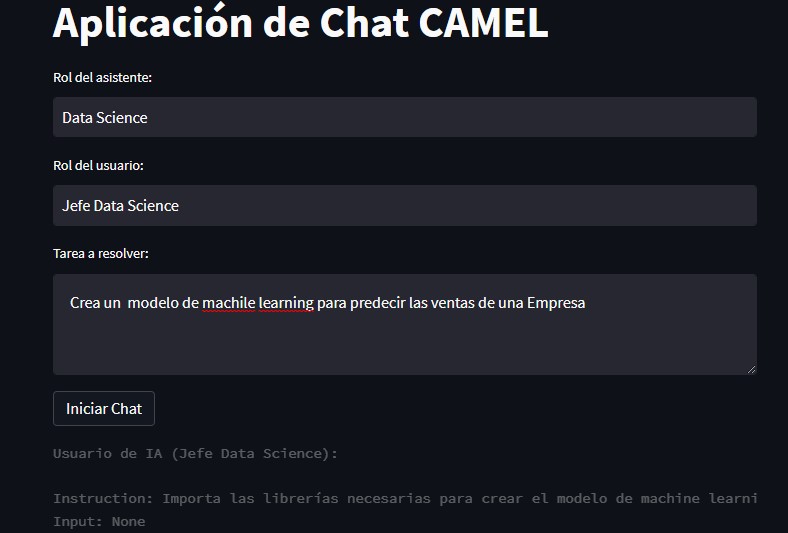 Aplicación de Chat CAMEL
Rol del asistente:
Data Science
Rol del usuario:
Jefe Data Science
Tarea a resolver:
Crea un  modelo de machile learning para predecir las ventas de una Empresa
Iniciar Chat
Usuario de IA (Jefe Data Science):
Instruction: Importa las librerías necesarias para crear el modelo de machine learni
Input: None